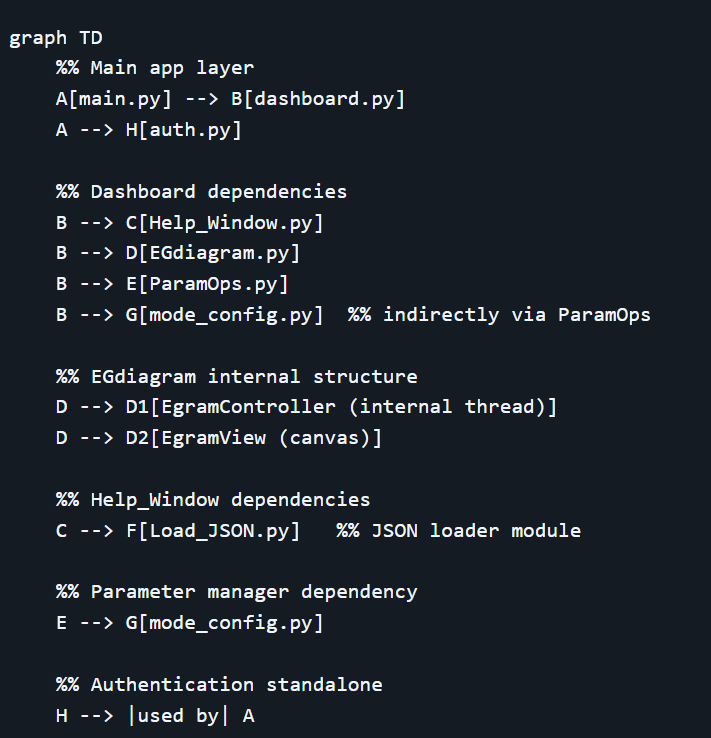 graph TD
    %% Main app layer
    A[main.py] --> B[dashboard.py]
    A --> H[auth.py]

    %% Dashboard dependencies
    B --> C[Help_Window.py]
    B --> D[EGdiagram.py]
    B --> E[ParamOps.py]
    B --> G[mode_config.py]  %% indirectly via ParamOps

    %% EGdiagram internal structure
    D --> D1[EgramController (internal thread)]
    D --> D2[EgramView (canvas)]

    %% Help_Window dependencies
    C --> F[Load_JSON.py]   %% JSON loader module

    %% Parameter manager dependency
    E --> G[mode_config.py]

    %% Authentication standalone
    H --> |used by| A